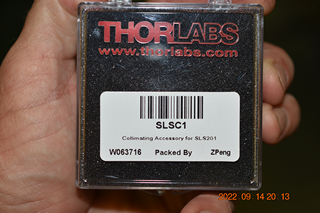 THORLABS
www.thorlabs.com
SLSC1
Collimating Accessory for SLS201
W063716 Packed By ZPeng
2022. 09. 14 20:13